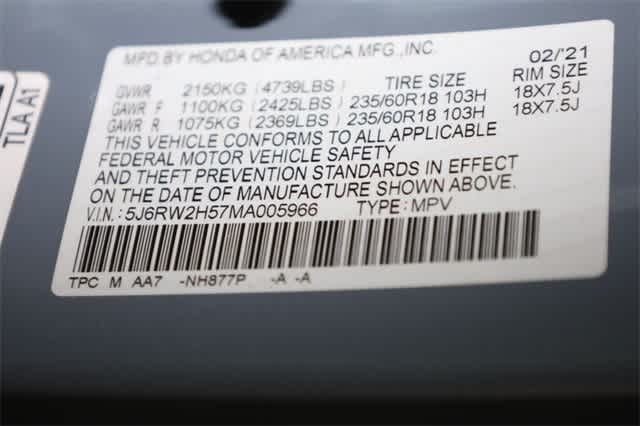 MFD.BY HONDA OF AMERICA MFG.,INC. 02/'21
GVWR 2150KG (4739LBS) TIRE SIZE RIM SIZE
GAWR F 1100KG (2425LBS) 235/60R18 103H 18X7.5J
GAWR R 1075KG (2369LBS) 235/60R18 103H 18X7.5J
THIS VEHICLE CONFORMS TO ALL APPLICABLE
FEDERAL MOTOR VEHICLE SAFETY
AND THEFT PREVENTION STANDARDS IN EFFECT
ON THE DATE OF MANUFACTURE SHOWN ABOVE.
V.I.N.: 5J6RW2H57MA005966 TYPE: MPV
TPC M AA7 -NH877P -A -A
TLA A1